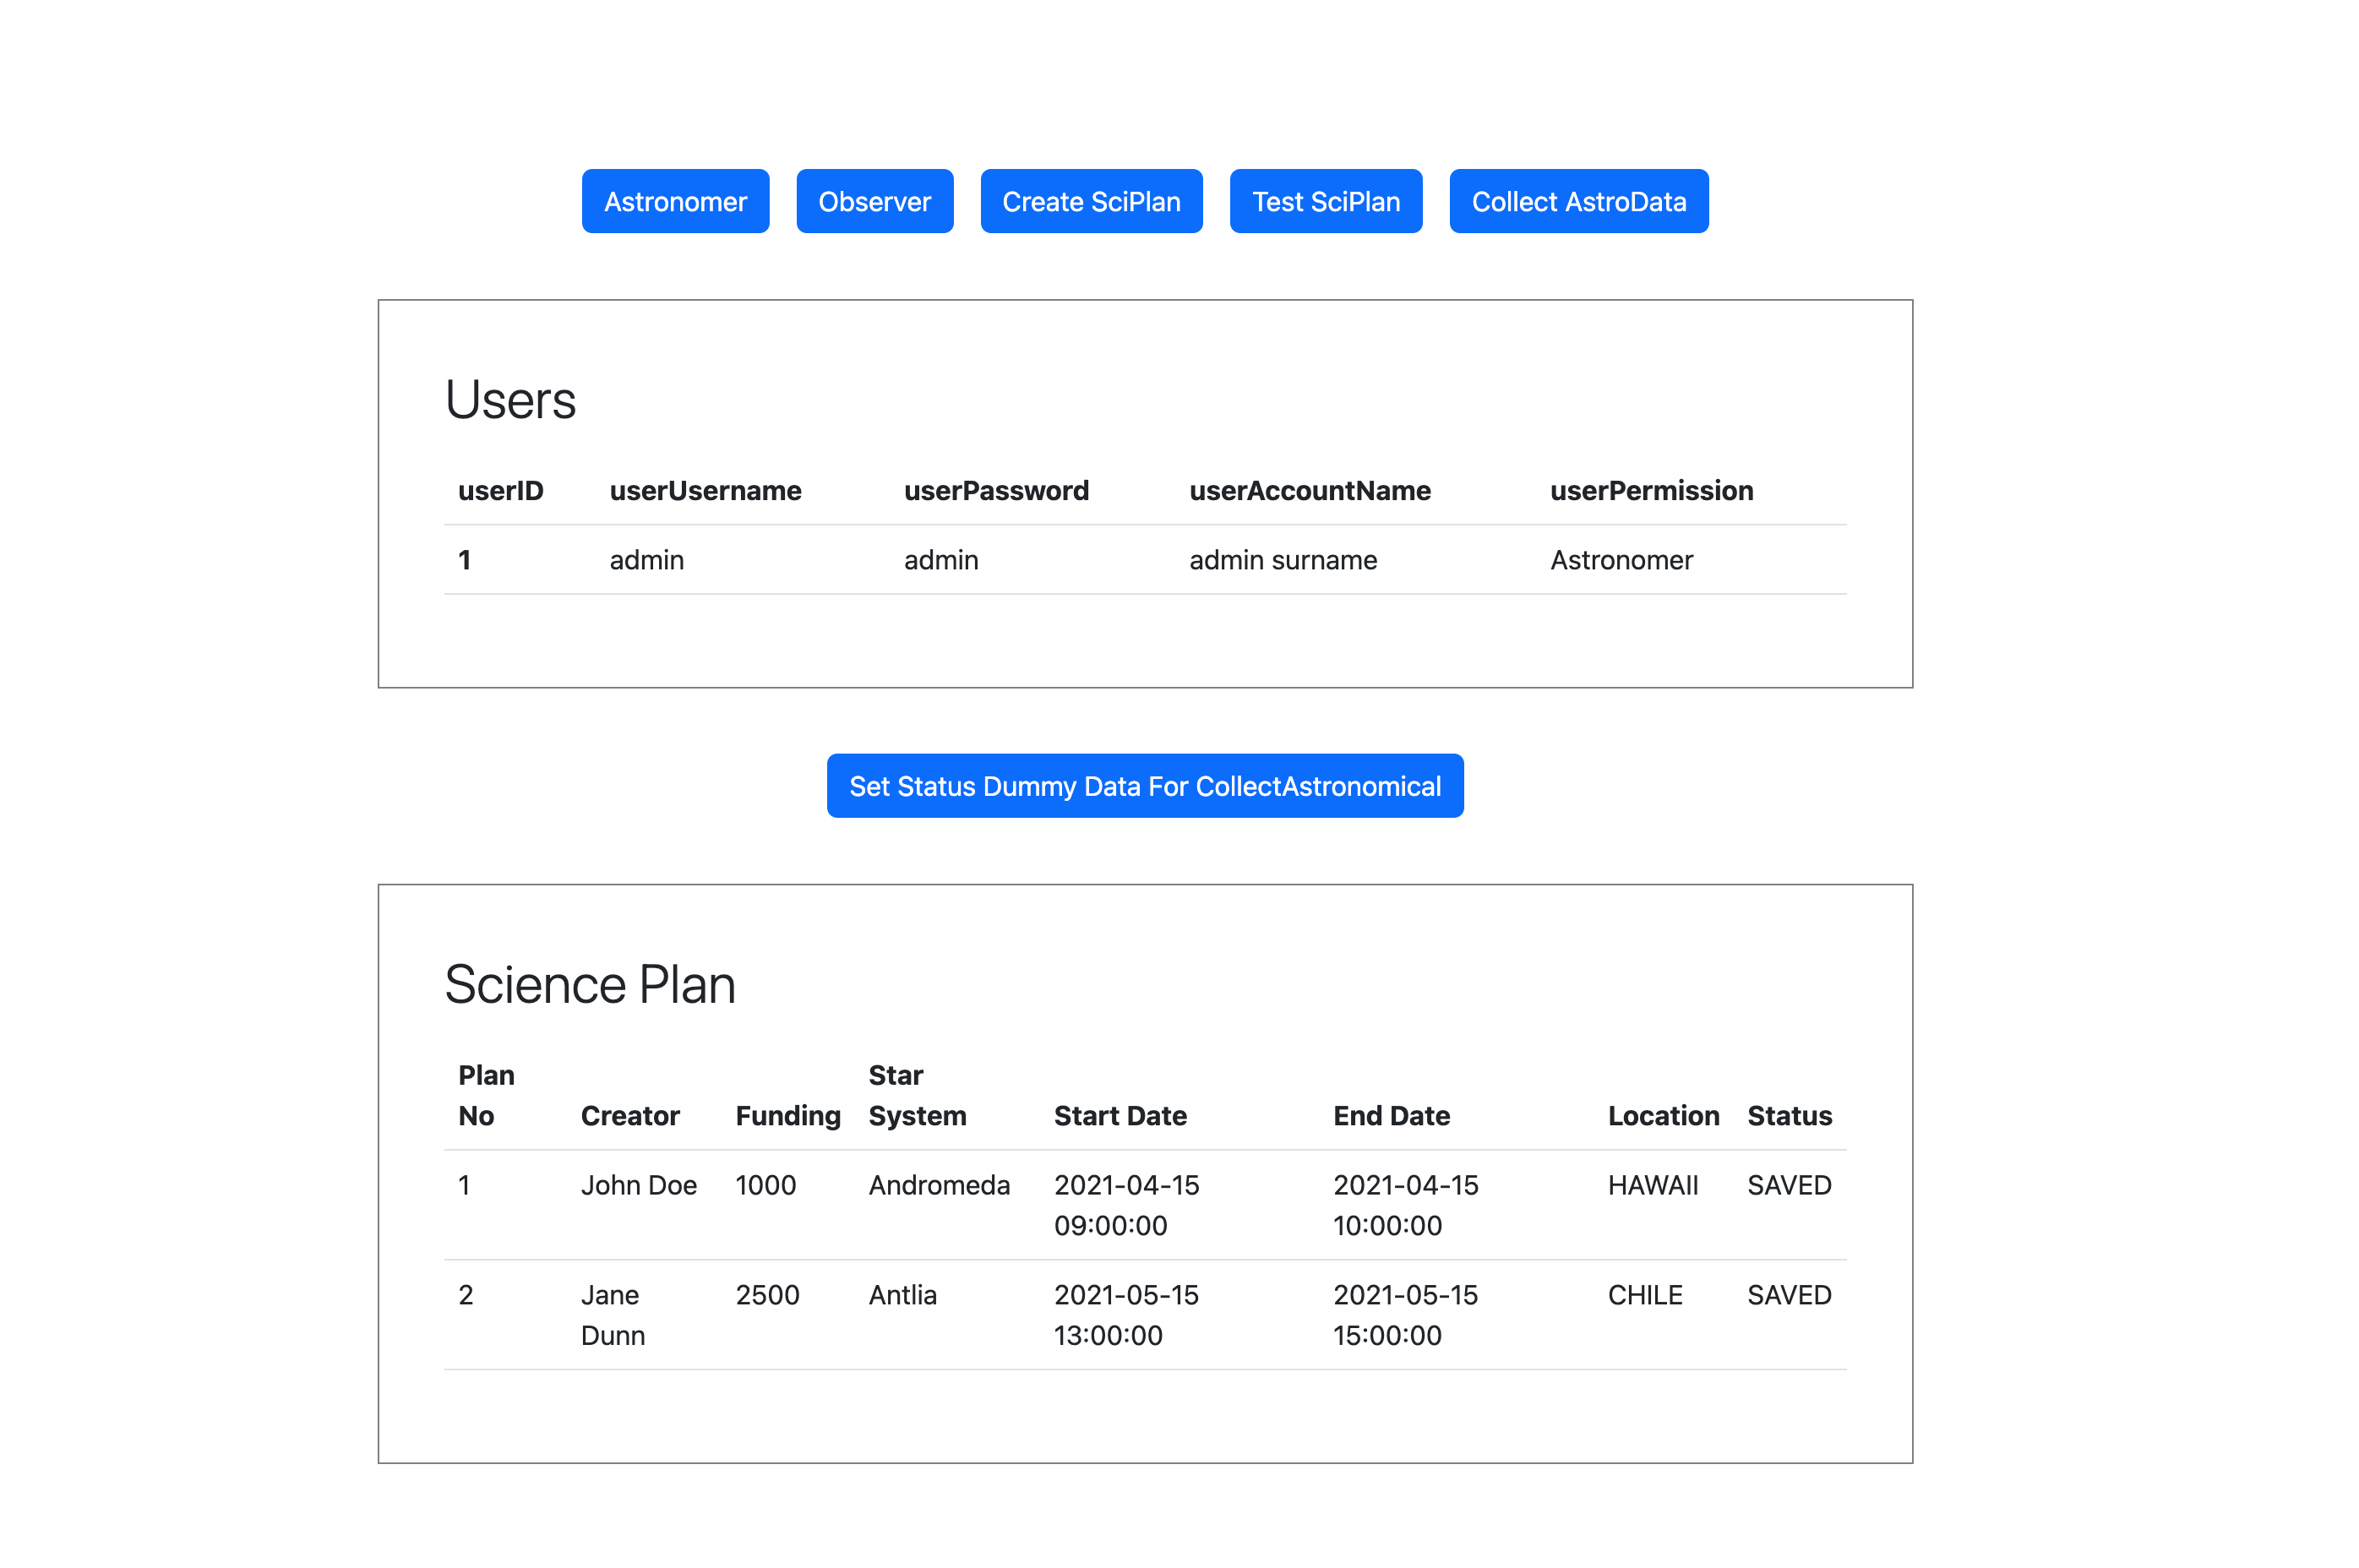 Astronomer Observer Create SciPlan Test SciPlan Collect AstroData
Users
userID userUsername userPassword userAccountName userPermission
1 admin admin admin surname Astronomer
Set Status Dummy Data For CollectAstronomical
Science Plan
Plan Star
No Creator Funding System Start Date End Date Location Status
1 John Doe 1000 Andromeda 2021-04-15 2021-04-15 HAWAII SAVED
09:00:00 10:00:00
2 Jane 2500 Antlia 2021-05-15 2021-05-15 CHILE SAVED
Dunn 13:00:00 15:00:00